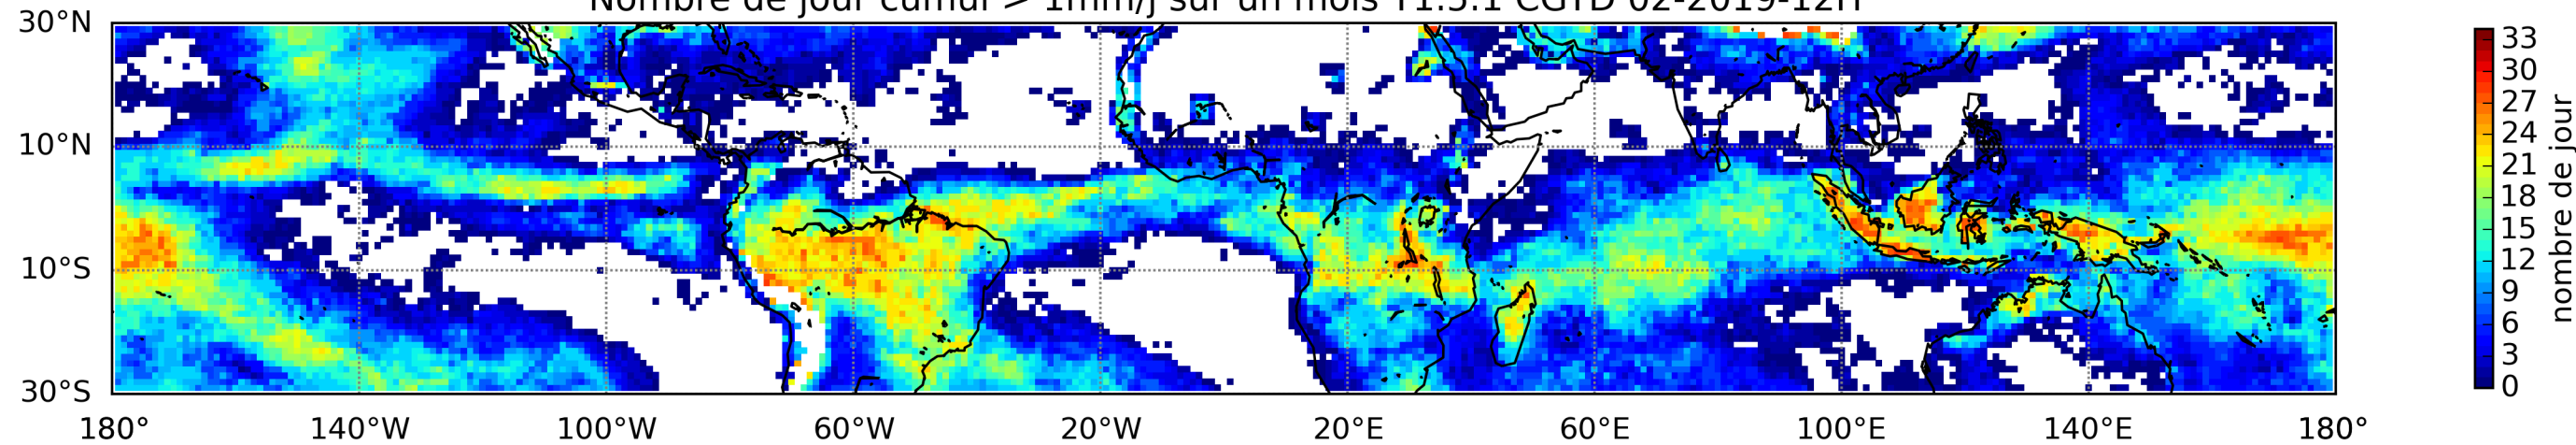 Nombre de jour cumul > 1mm/j sur un mois T1.5.1 CGTD 02-2019-12H
30°N
10°N
10°S
30°S
180°
140°W
100°W
60°W
20°W
20°E
60°E
100°E
140°E
180°
33
30
27
24
21
18
15
12
9
6
3
0
nombre de jour